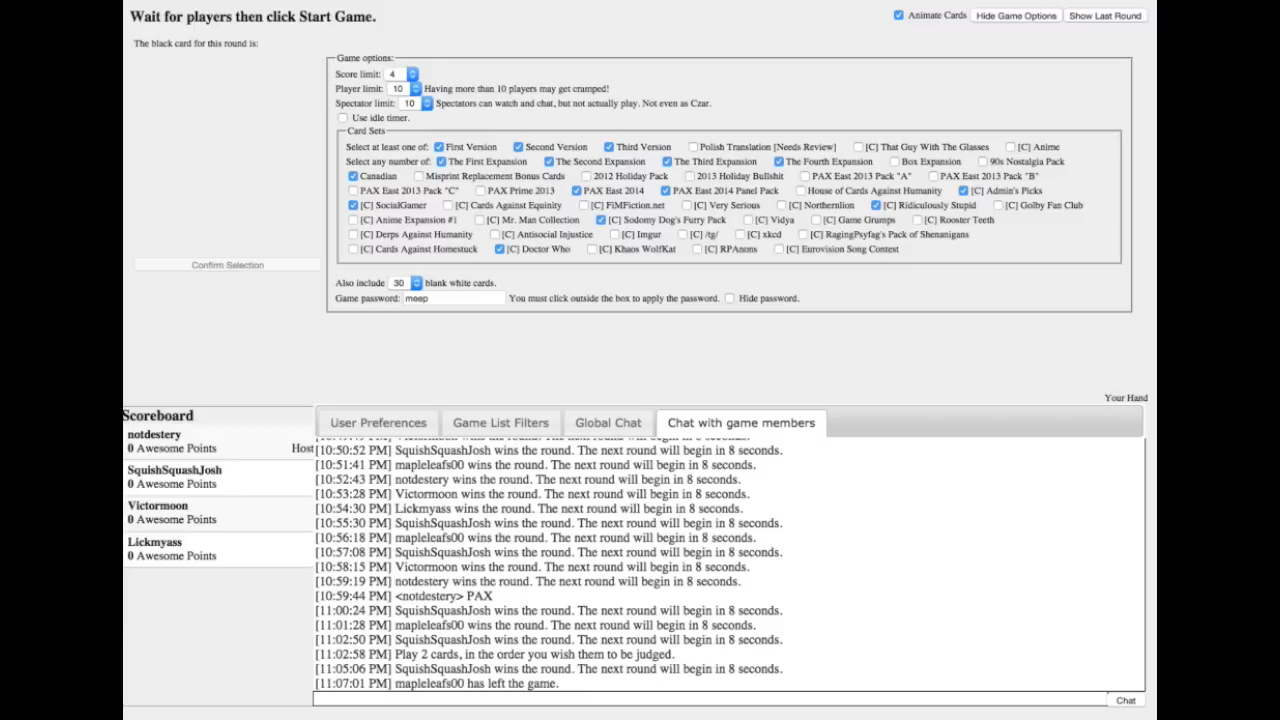 Wait for players then click Start Game.
Animate Cards Hide Game Options Show Last Round
The black card for this round is:
Game options:
Score limit: 4
Player limit: 10 Having more than 10 players may get cramped!
Spectator limit: 10 Spectators can watch and chat, but not actually play. Not even as Czar.
Use idle timer.
Card Sets
Select at least one of: First Version Second Version Third Version Polish Translation [Needs Review] [C] That Guy With The Glasses [C] Anime
Select any number of: The First Expansion The Second Expansion The Third Expansion The Fourth Expansion Box Expansion 90s Nostalgia Pack
Canadian Misprint Replacement Bonus Cards 2012 Holiday Pack 2013 Holiday Bullshit PAX East 2013 Pack "A" PAX East 2013 Pack "B"
PAX East 2013 Pack "C" PAX Prime 2013 PAX East 2014 PAX East 2014 Panel Pack House of Cards Against Humanity [C] Admin's Picks
[C] SocialGamer [C] Cards Against Equinity [C] FiMFiction.net [C] Very Serious [C] Northernlion [C] Ridiculously Stupid [C] Golby Fan Club
[C] Anime Expansion #1 [C] Mr. Man Collection [C] Sodomy Dog's Furry Pack [C] Vidya [C] Game Grumps [C] Rooster Teeth
[C] Derps Against Humanity [C] Antisocial Injustice [C] Imgur [C] /tg/ [C] xkcd [C] RagingPsyfag's Pack of Shenanigans
[C] Cards Against Homestuck [C] Doctor Who [C] Khaos WolfKat [C] RPAnons [C] Eurovision Song Contest
Confirm Selection
Also include 30 blank white cards.
Game password: meep You must click outside the box to apply the password. Hide password.
Your Hand
Scoreboard
notdestery
0 Awesome Points Host
SquishSquashJosh
0 Awesome Points
Victormoon
0 Awesome Points
Lickmyass
0 Awesome Points
User Preferences Game List Filters Global Chat Chat with game members
[10:50:52 PM] SquishSquashJosh wins the round. The next round will begin in 8 seconds.
[10:51:41 PM] mapleleafs00 wins the round. The next round will begin in 8 seconds.
[10:52:43 PM] notdestery wins the round. The next round will begin in 8 seconds.
[10:53:28 PM] Victormoon wins the round. The next round will begin in 8 seconds.
[10:54:30 PM] Lickmyass wins the round. The next round will begin in 8 seconds.
[10:55:30 PM] SquishSquashJosh wins the round. The next round will begin in 8 seconds.
[10:56:18 PM] mapleleafs00 wins the round. The next round will begin in 8 seconds.
[10:57:08 PM] SquishSquashJosh wins the round. The next round will begin in 8 seconds.
[10:58:15 PM] Victormoon wins the round. The next round will begin in 8 seconds.
[10:59:19 PM] notdestery wins the round. The next round will begin in 8 seconds.
[10:59:44 PM] <notdestery> PAX
[11:00:24 PM] SquishSquashJosh wins the round. The next round will begin in 8 seconds.
[11:01:28 PM] mapleleafs00 wins the round. The next round will begin in 8 seconds.
[11:02:50 PM] SquishSquashJosh wins the round. The next round will begin in 8 seconds.
[11:02:58 PM] Play 2 cards, in the order you wish them to be judged.
[11:05:06 PM] SquishSquashJosh wins the round. The next round will begin in 8 seconds.
[11:07:01 PM] mapleleafs00 has left the game.
Chat